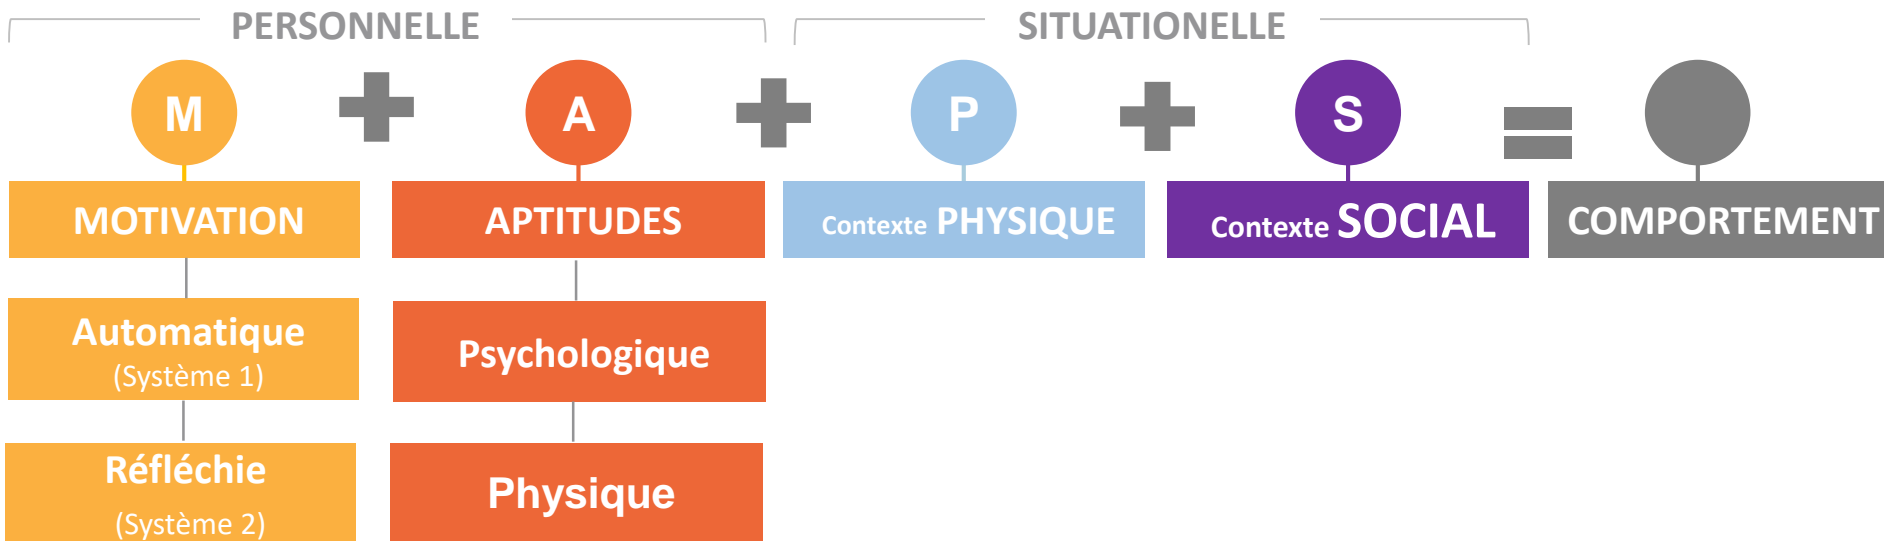 PERSONNELLE
SITUATIONELLE
M
A
P
S
MOTIVATION
APTITUDES
Contexte PHYSIQUE
Contexte SOCIAL
COMPORTEMENT
Automatique
(Système 1)
Psychologique
Réfléchie
(Système 2)
Physique